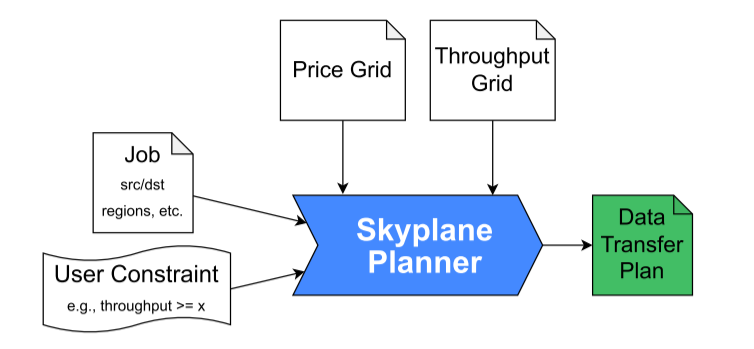 Price Grid
Throughput
Grid
Job
src/dst
regions, etc.
User Constraint
e.g., throughput >= x
Skyplane
Planner
Data
Transfer
Plan